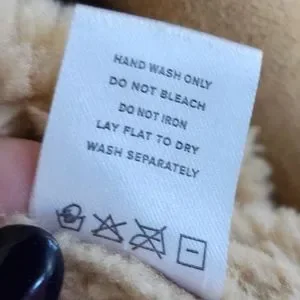 HAND WASH ONLY
DO NOT BLEACH
DO NOT IRON
LAY FLAT TO DRY
WASH SEPARATELY